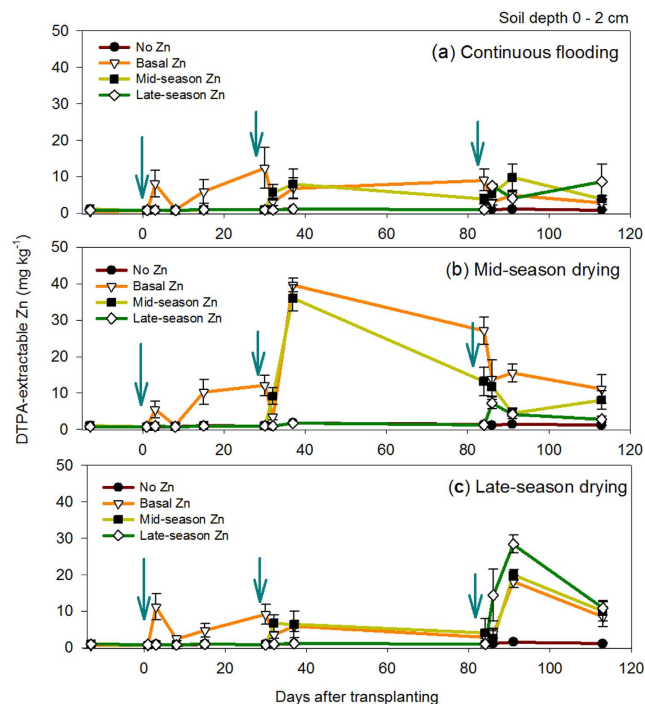 Soil depth 0 - 2 cm
60
No Zn
Basal Zn
Mid-season Zn
Late-season Zn
(a) Continuous flooding
50
40
30
20
10
0
50
No Zn
Basal Zn
Mid-season Zn
Late-season Zn
(b) Mid-season drying
40
30
20
10
0
50
No Zn
Basal Zn
Mid-season Zn
Late-season Zn
(c) Late-season drying
40
30
20
10
0
DTPA-extractable Zn (mg kg⁻¹)
0 20 40 60 80 100 120
Days after transplanting